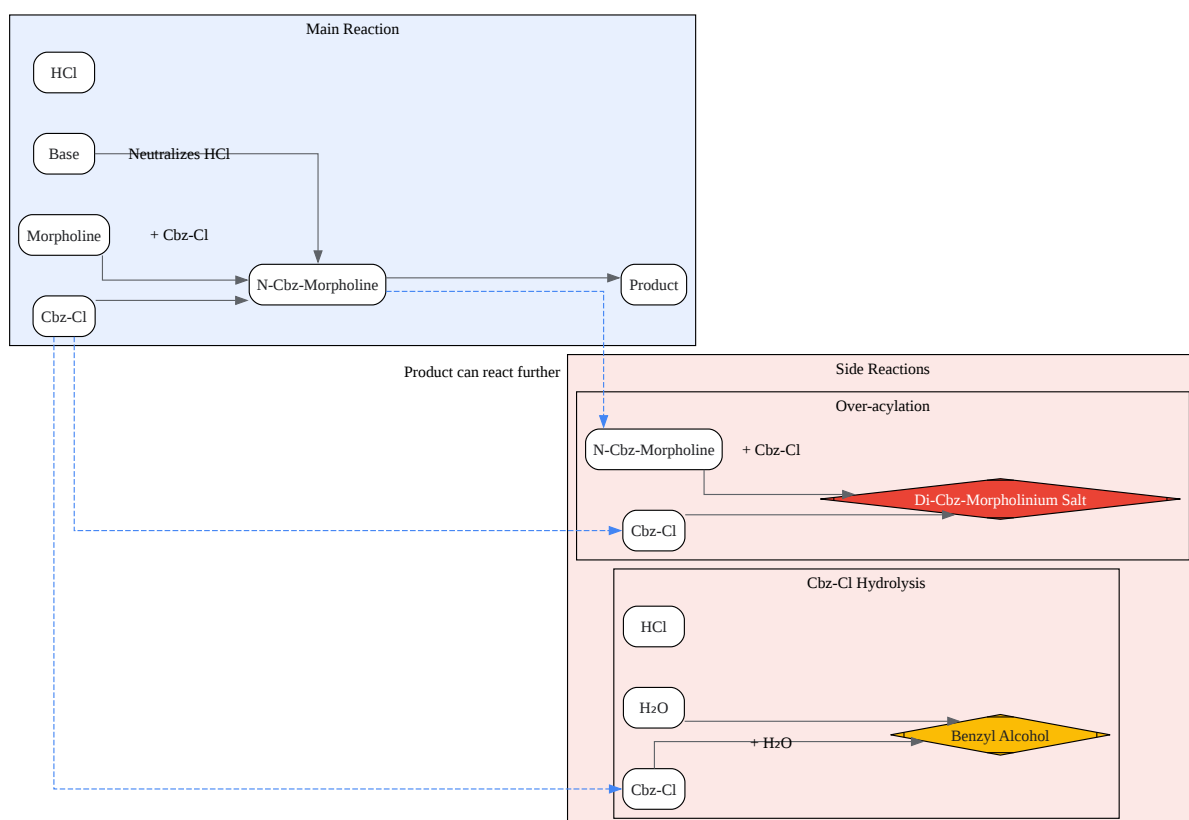 Main Reaction
HCl
Base
Neutralizes HCl
Morpholine
+ Cbz-Cl
N-Cbz-Morpholine
Product
Cbz-Cl
Product can react further
Side Reactions
Over-acylation
N-Cbz-Morpholine
+ Cbz-Cl
Di-Cbz-Morpholinium Salt
Cbz-Cl
Cbz-Cl Hydrolysis
HCl
H₂O
+ H₂O
Benzyl Alcohol
Cbz-Cl